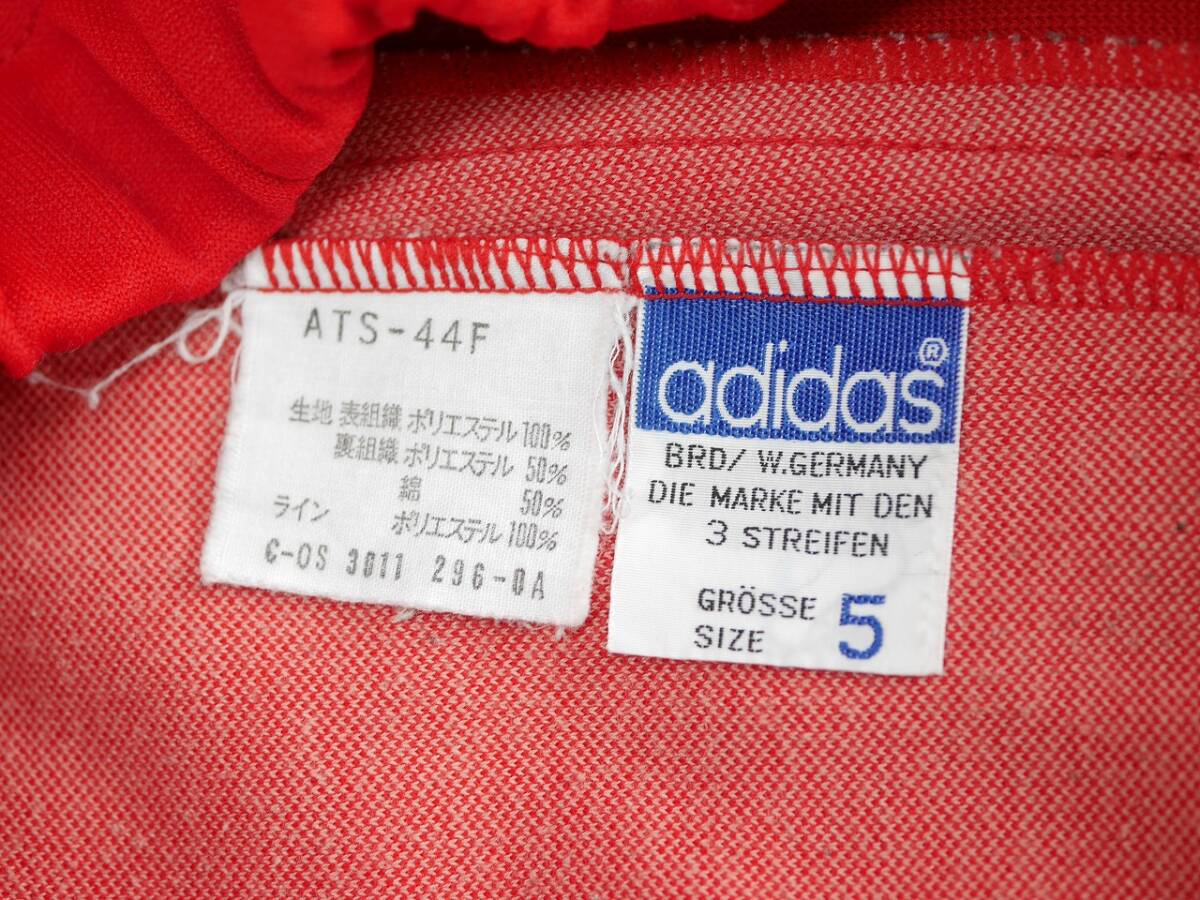 ATS-44F
生地 表組織 ポリエステル 100%
裏組織 ポリエステル 50%
綿 50%
ライン ポリエステル 100%
C-OS 3011 296-0A
adidas®
BRD/ W.GERMANY
DIE MARKE MIT DEN
3 STREIFEN
GRÖSSE
SIZE 5